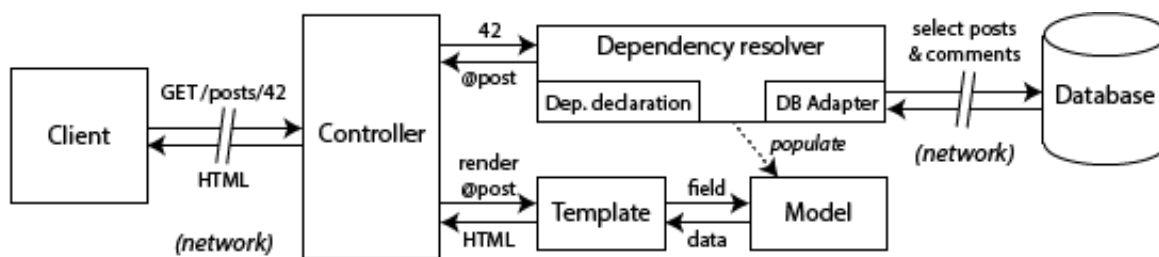 Client
GET /posts/42
HTML
(network)
Controller
42
@post
render
@post
HTML
Dependency resolver
Dep. declaration
DB Adapter
populate
Template
field
data
Model
select posts
& comments
(network)
Database